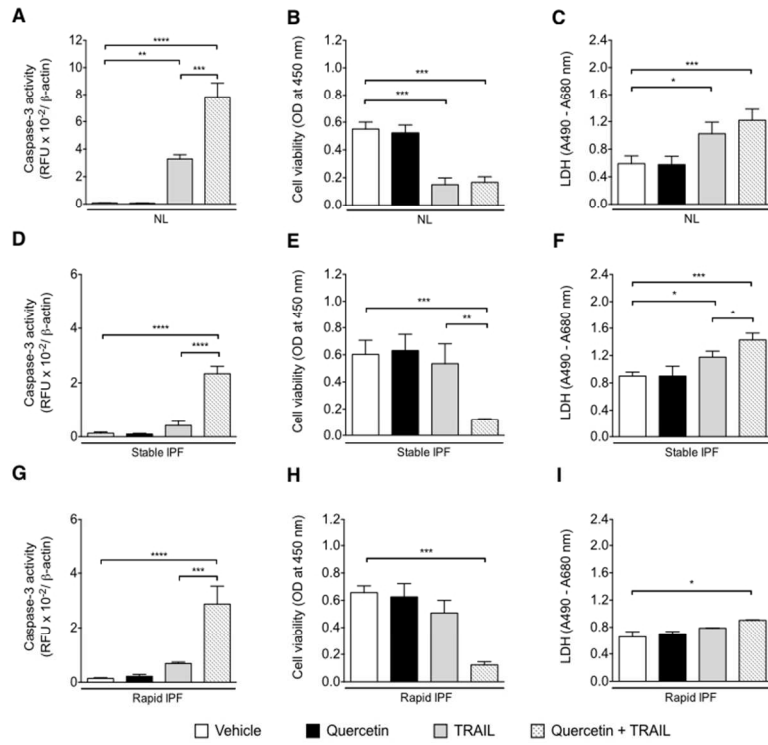 A
Caspase-3 activity
(RFU x 10-2/ β-actin)
12
10
8
6
4
2
0
****
**
***
NL
B
Cell viability (OD at 450 nm)
1.2
1.0
0.8
0.6
0.4
0.2
0.0
***
***
NL
C
LDH (A490 - A680 nm)
2.4
2.0
1.6
1.2
0.8
0.4
0.0
***
*
NL
D
Caspase-3 activity
(RFU x 10-2/ β-actin)
6
4
2
0
****
****
Stable IPF
E
Cell viability (OD at 450 nm)
1.2
1.0
0.8
0.6
0.4
0.2
0.0
***
**
Stable IPF
F
LDH (A490 - A680 nm)
2.4
2.0
1.6
1.2
0.8
0.4
0.0
***
*
*
Stable IPF
G
Caspase-3 activity
(RFU x 10-2/ β-actin)
6
4
2
0
****
***
Rapid IPF
H
Cell viability (OD at 450 nm)
1.2
1.0
0.8
0.6
0.4
0.2
0.0
***
Rapid IPF
I
LDH (A490 - A680 nm)
2.4
2.0
1.6
1.2
0.8
0.4
0.0
*
Rapid IPF
Vehicle
Quercetin
TRAIL
Quercetin + TRAIL